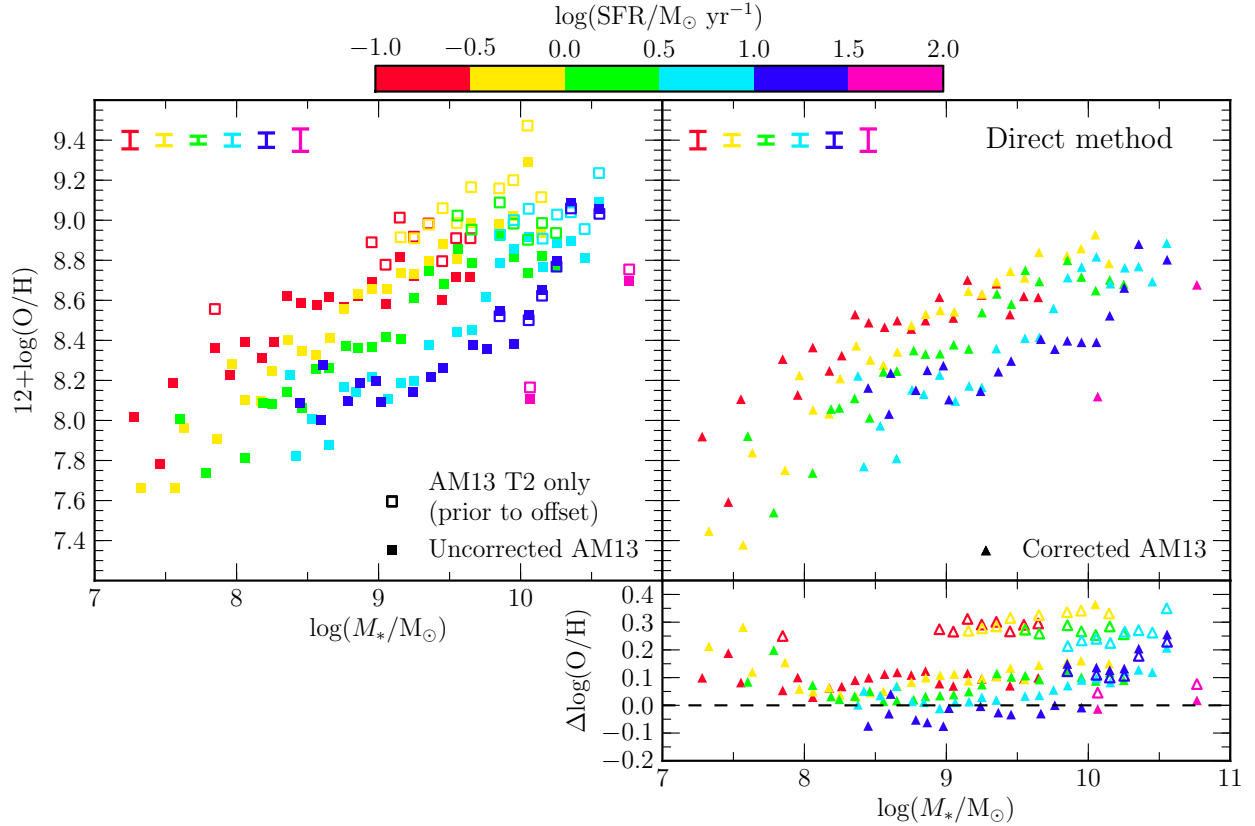 log(SFR/M⊙ yr⁻¹)
−1.0 −0.5 0.0 0.5 1.0 1.5 2.0
9.4
9.2
9.0
8.8
8.6
8.4
8.2
8.0
7.8
7.6
7.4
12+log(O/H)
AM13 T2 only
(prior to offset)
Uncorrected AM13
7 8 9 10
log(M*/M⊙)
Direct method
Corrected AM13
0.4
0.3
0.2
0.1
0.0
−0.1
−0.2
Δlog(O/H)
7 8 9 10 11
log(M*/M⊙)